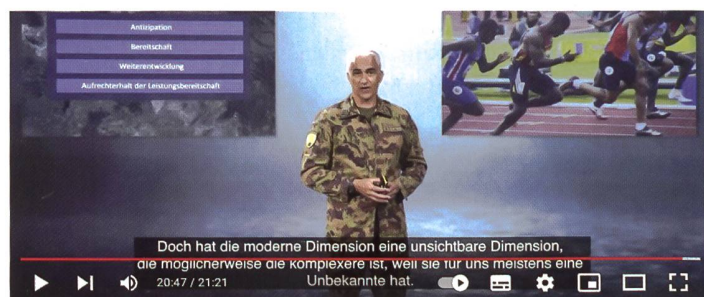 Antizipation
Bereitschaft
Weiterentwicklung
Aufrechterhalt der Leistungsbereitschaft
Doch hat die moderne Dimension eine unsichtbare Dimension,
die möglicherweise die komplexere ist, weil sie für uns meistens eine
Unbekannte hat.
20:47 / 21:21